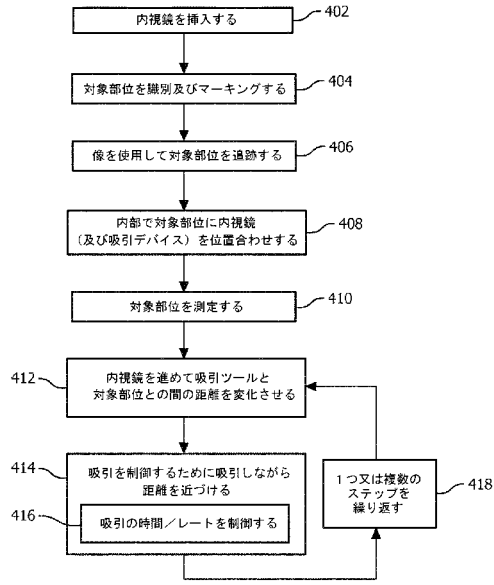 内視鏡を挿入する
402
対象部位を識別及びマーキングする
404
像を使用して対象部位を追跡する
406
内部で対象部位に内視鏡
（及び吸引デバイス）を位置合わせする
408
対象部位を測定する
410
412
内視鏡を進めて吸引ツールと
対象部位との間の距離を変化させる
414
吸引を制御するために吸引しながら
距離を近づける
416
吸引の時間／レートを制御する
1つ又は複数の
ステップを
繰り返す
418